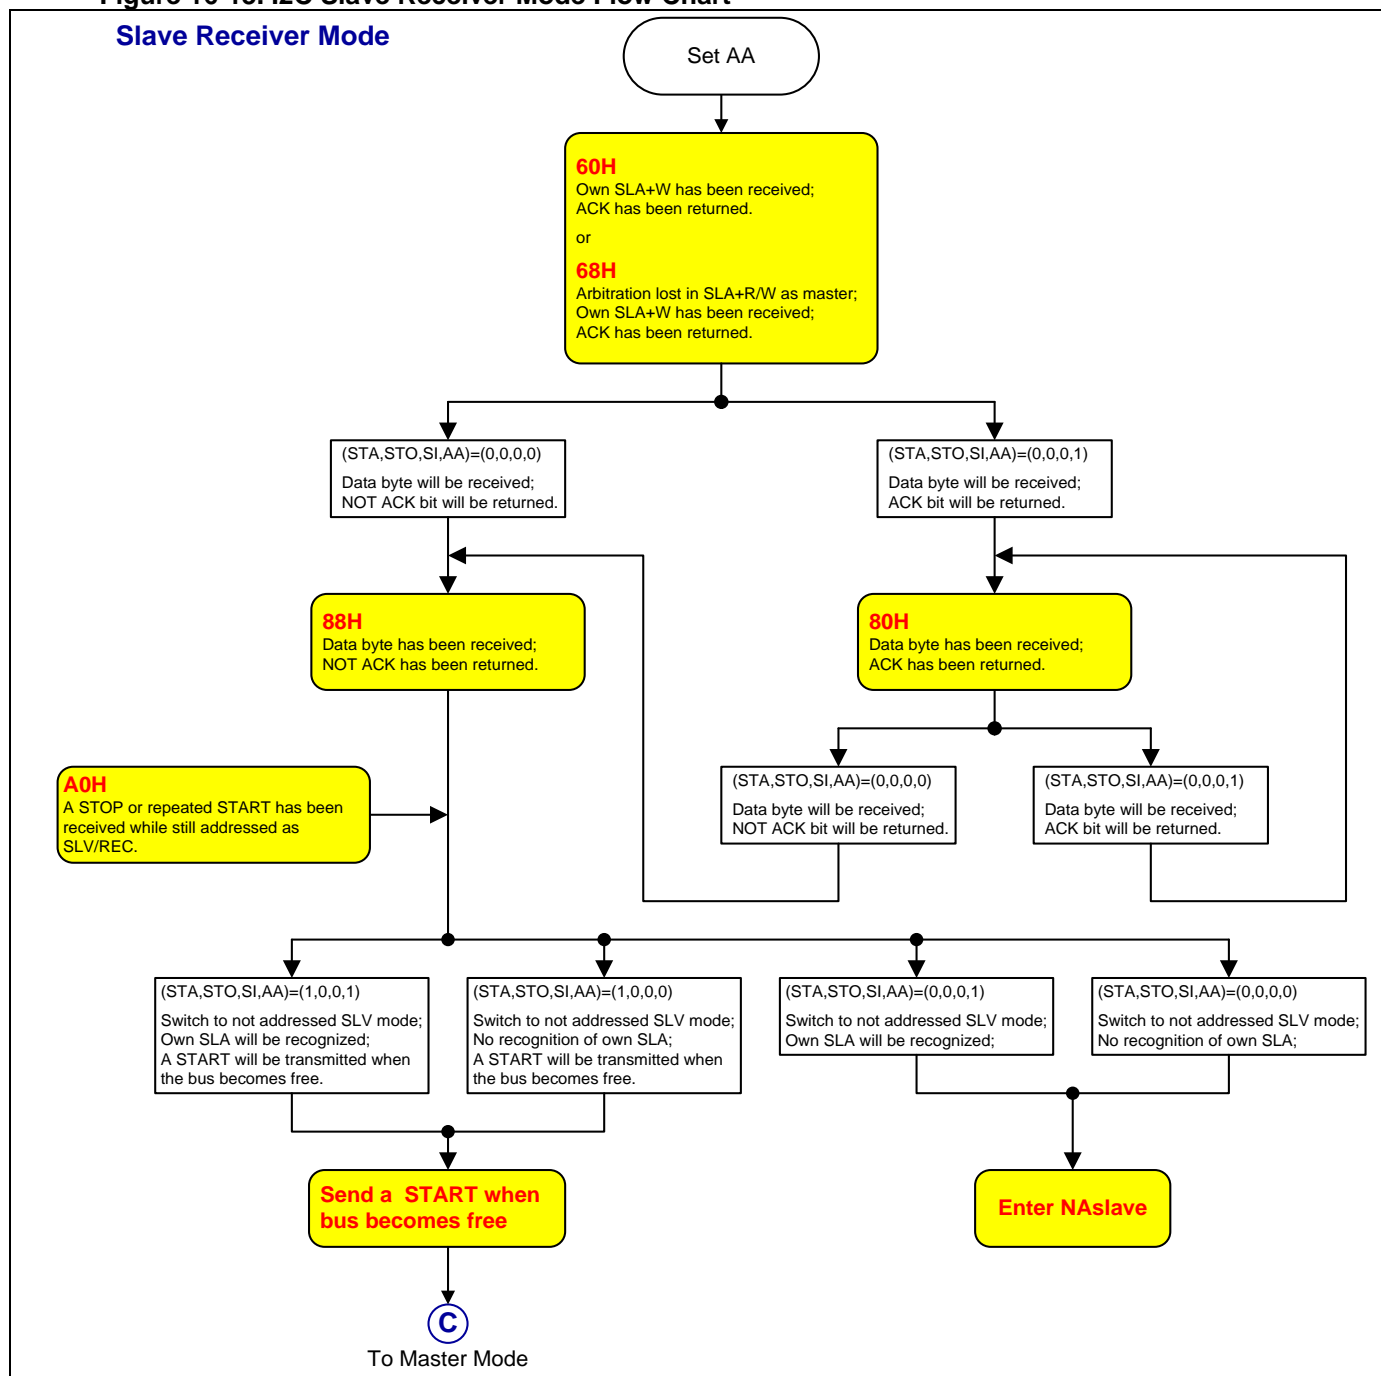 Slave Receiver Mode
Set AA
60H
Own SLA+W has been received;
ACK has been returned.
or
68H
Arbitration lost in SLA+R/W as master;
Own SLA+W has been received;
ACK has been returned.
(STA,STO,SI,AA)=(0,0,0,0)
Data byte will be received;
NOT ACK bit will be returned.
(STA,STO,SI,AA)=(0,0,0,1)
Data byte will be received;
ACK bit will be returned.
88H
Data byte has been received;
NOT ACK has been returned.
80H
Data byte has been received;
ACK has been returned.
A0H
A STOP or repeated START has been
received while still addressed as
SLV/REC.
(STA,STO,SI,AA)=(0,0,0,0)
Data byte will be received;
NOT ACK bit will be returned.
(STA,STO,SI,AA)=(0,0,0,1)
Data byte will be received;
ACK bit will be returned.
(STA,STO,SI,AA)=(1,0,0,1)
Switch to not addressed SLV mode;
Own SLA will be recognized;
A START will be transmitted when
the bus becomes free.
(STA,STO,SI,AA)=(1,0,0,0)
Switch to not addressed SLV mode;
No recognition of own SLA;
A START will be transmitted when
the bus becomes free.
(STA,STO,SI,AA)=(0,0,0,1)
Switch to not addressed SLV mode;
Own SLA will be recognized;
(STA,STO,SI,AA)=(0,0,0,0)
Switch to not addressed SLV mode;
No recognition of own SLA;
Send a START when
bus becomes free
Enter NAslave
C
To Master Mode